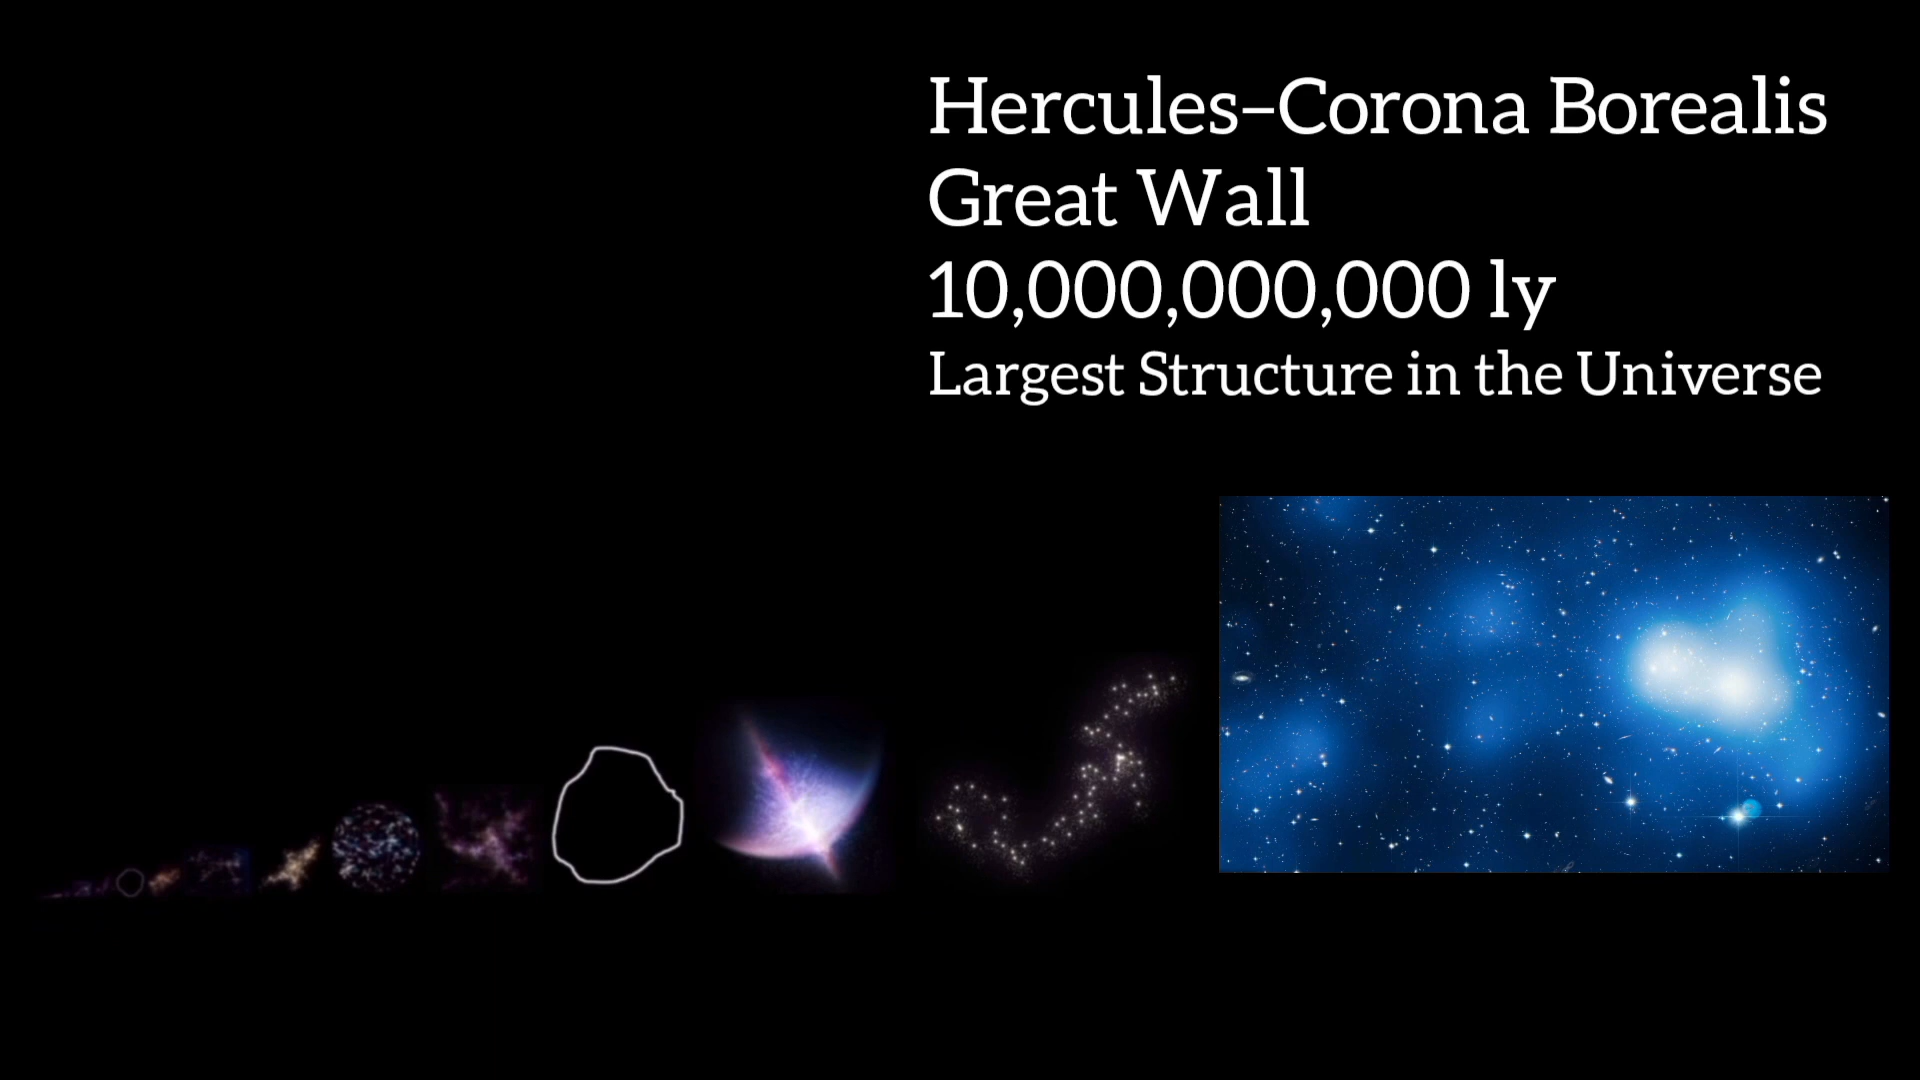 Hercules–Corona Borealis
Great Wall
10,000,000,000 ly
Largest Structure in the Universe